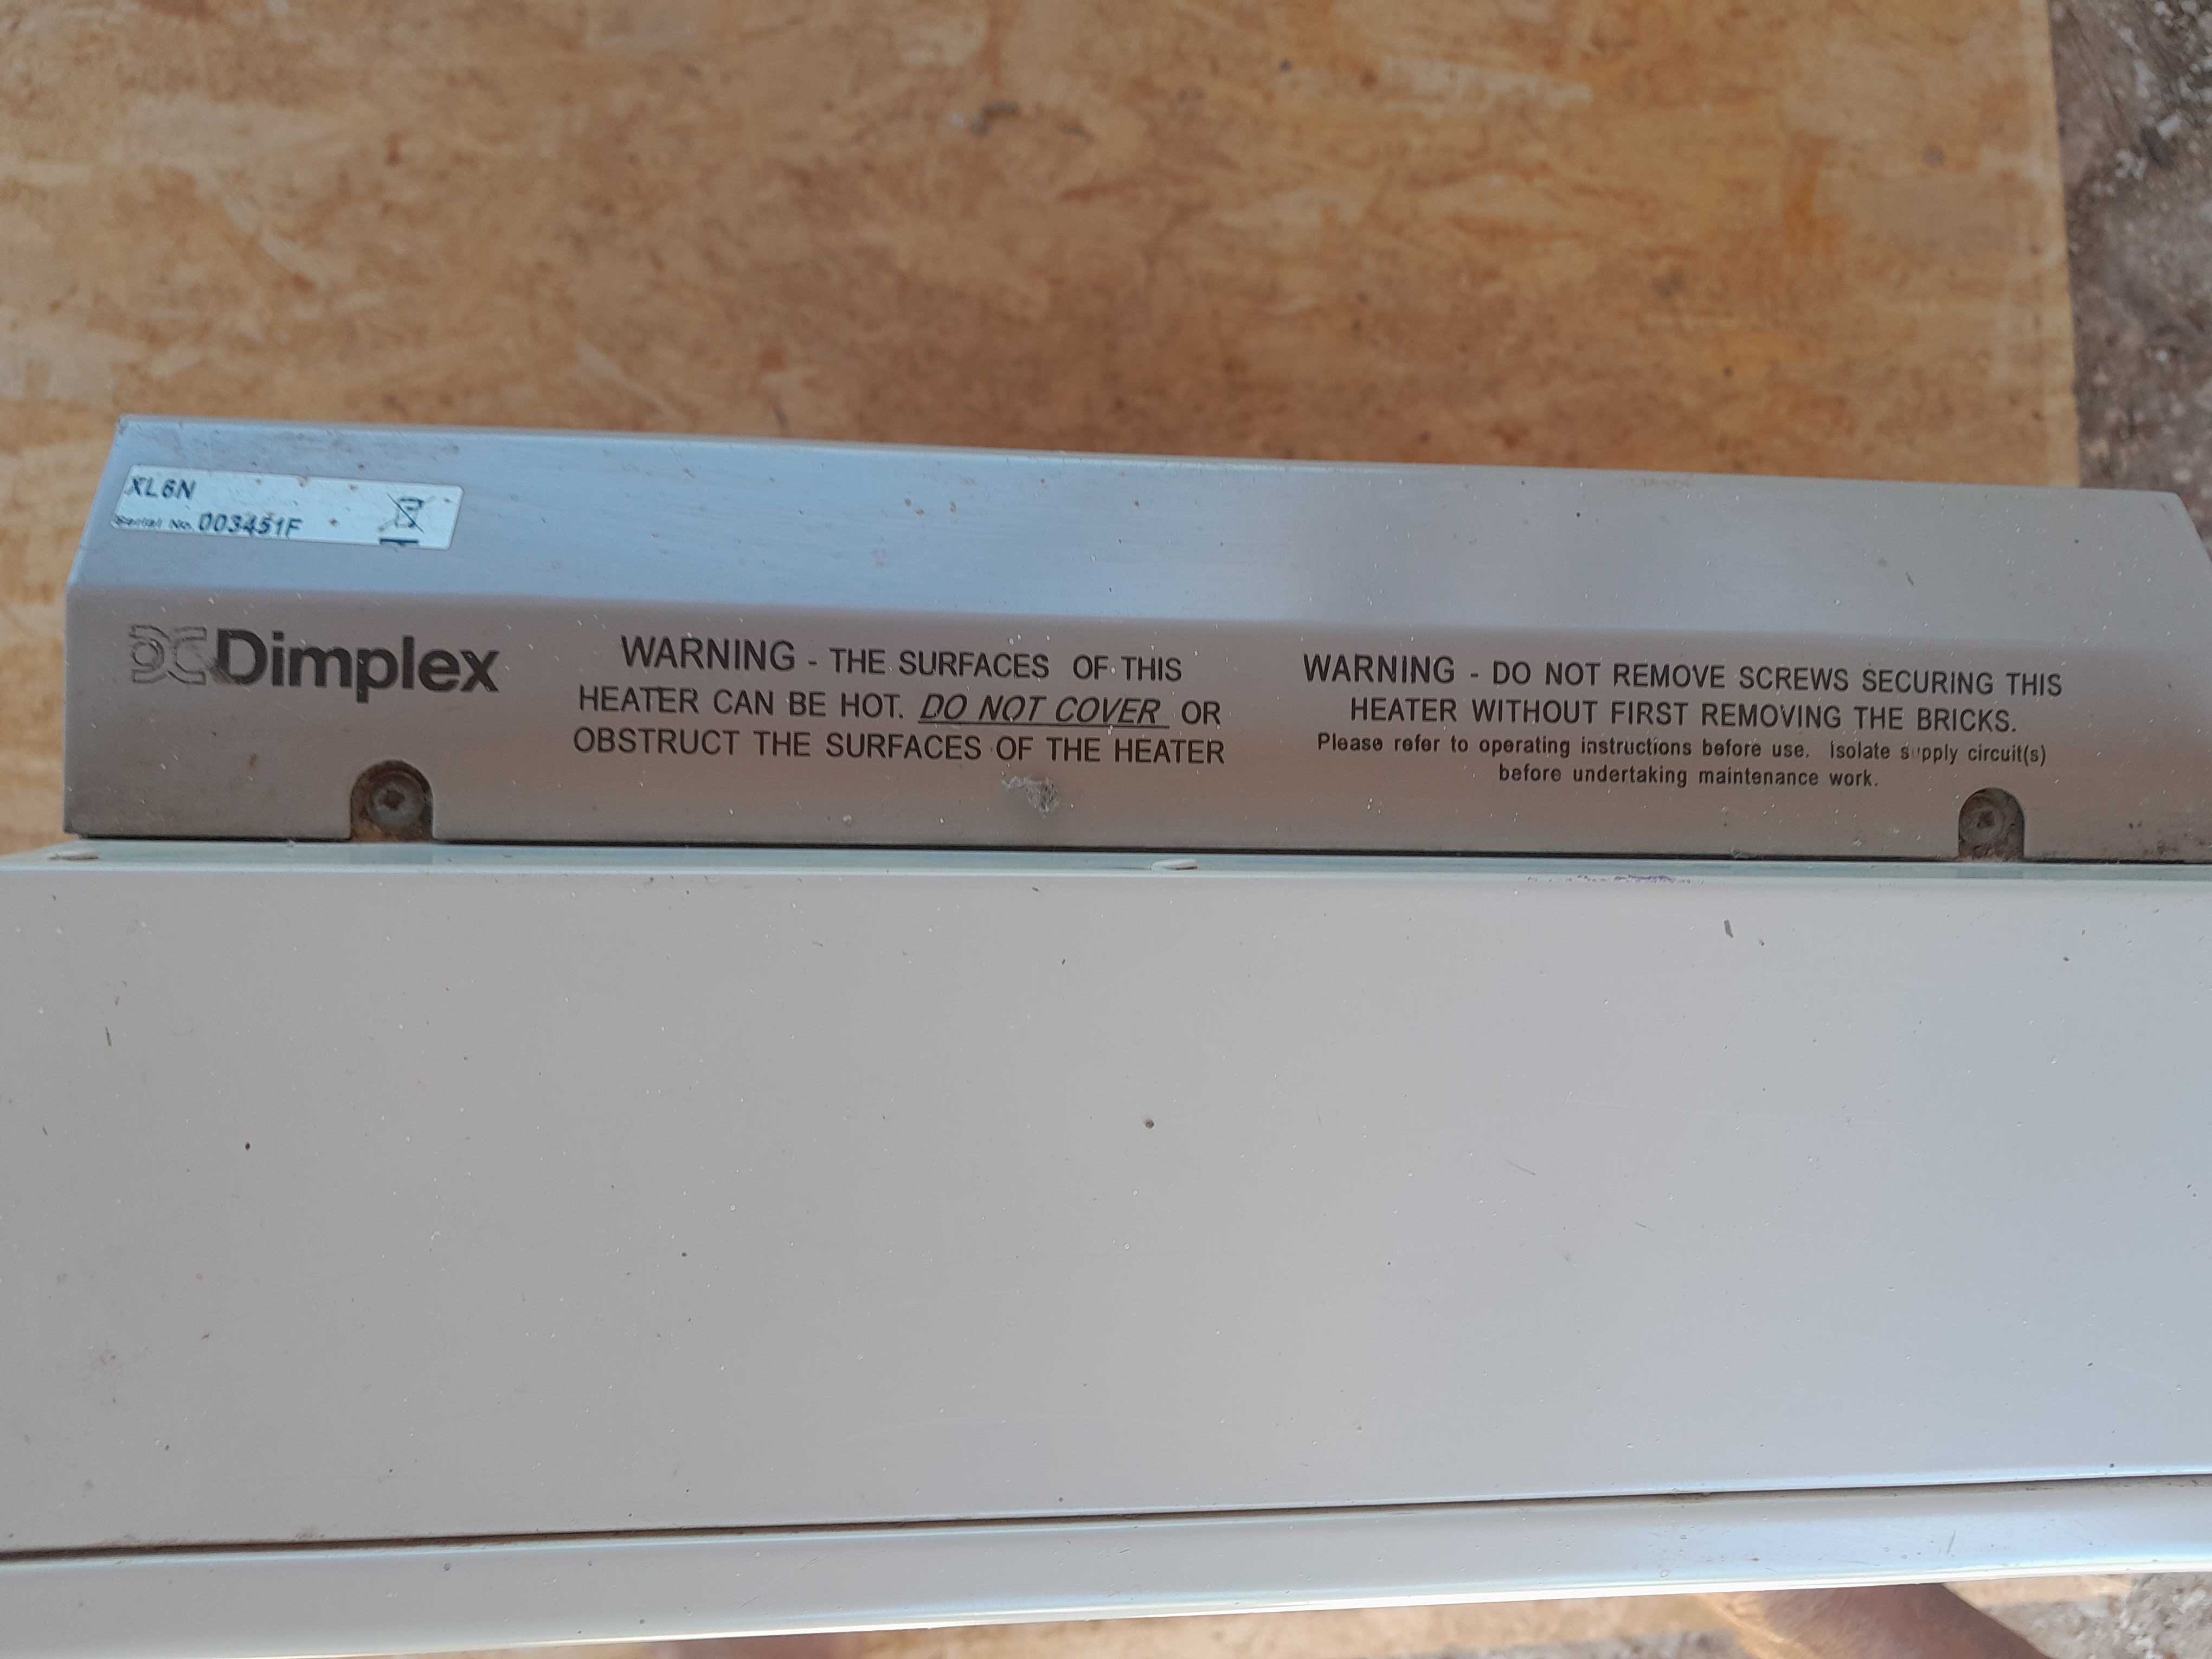 XL6N
Serial No. 003451F
Dimplex
WARNING - THE SURFACES OF THIS
HEATER CAN BE HOT. DO NOT COVER OR
OBSTRUCT THE SURFACES OF THE HEATER
WARNING - DO NOT REMOVE SCREWS SECURING THIS
HEATER WITHOUT FIRST REMOVING THE BRICKS.
Please refer to operating instructions before use. Isolate supply circuit(s)
before undertaking maintenance work.